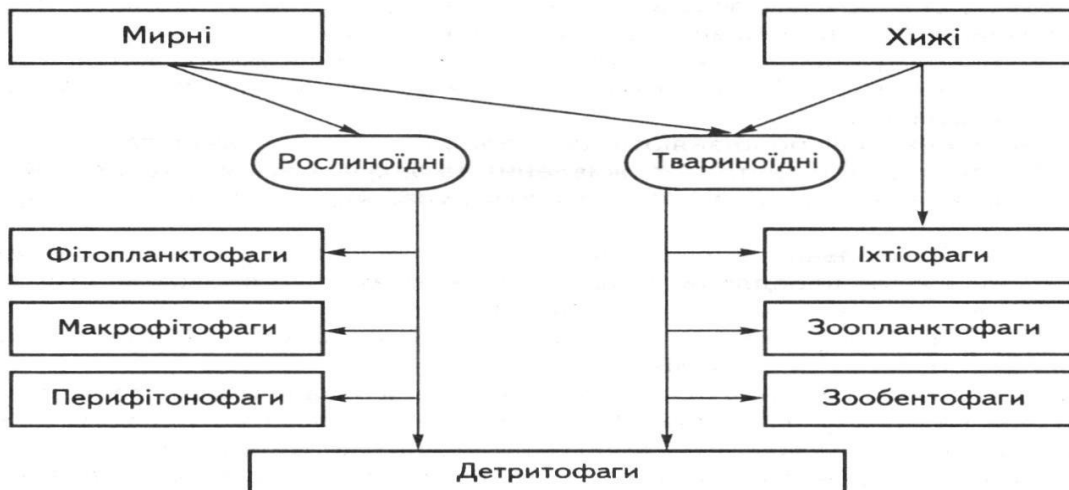 Мирні
Хижі
Рослиноїдні
Твариноїдні
Фітопланктофаги
Іхтіофаги
Макрофітофаги
Зоопланктофаги
Перифітонофаги
Зообентофаги
Детритофаги